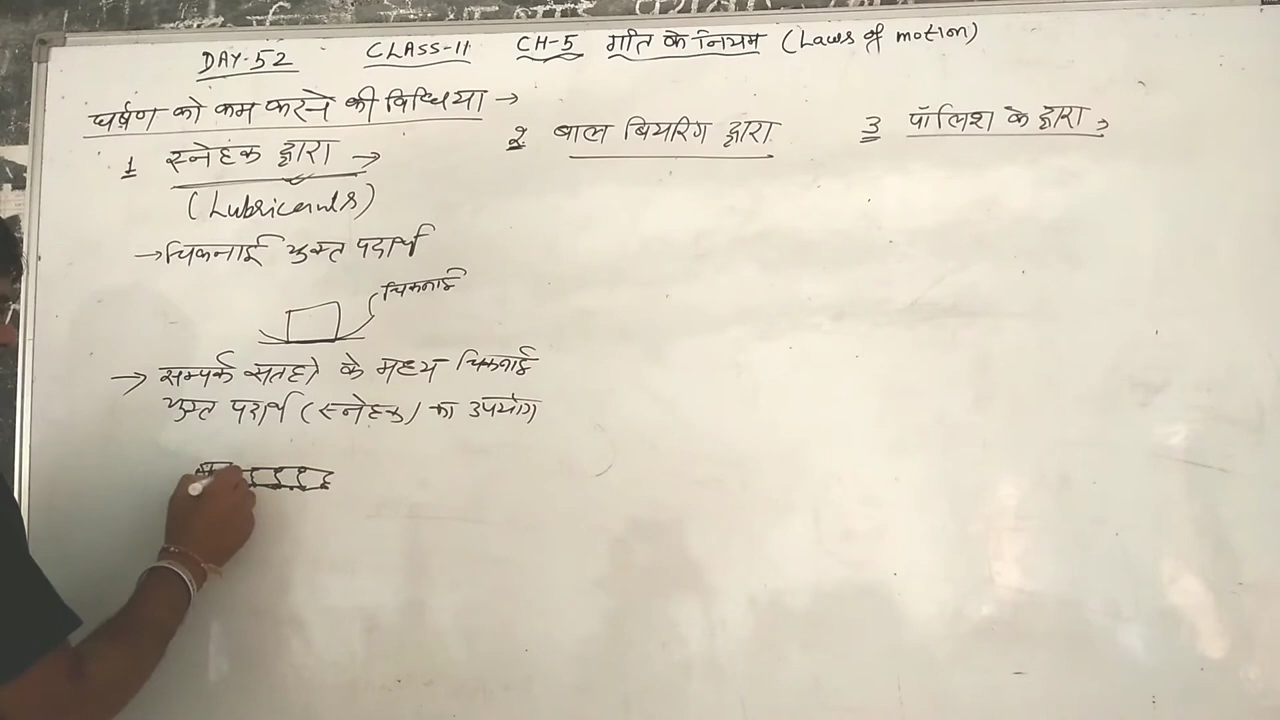 DAY-52 CLASS-11 CH-5 गति के नियम (Laws of motion)
घर्षण को कम करने की विधिया →
1 स्नेहक द्वारा →
(Lubricants)
→ चिकनाई युक्त पदार्थ
चिकनाई
→ सम्पर्क सतहो के मध्य चिकनाई
युक्त पदार्थ (स्नेहक) का उपयोग
2 बाल बियरिंग द्वारा
3 पॉलिश के द्वारा →